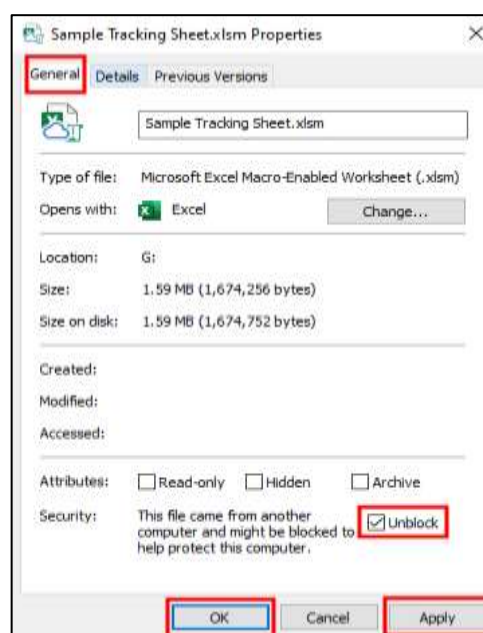 Sample Tracking Sheet.xlsm Properties
General Details Previous Versions
Sample Tracking Sheet.xlsm
Type of file: Microsoft Excel Macro-Enabled Worksheet (.xlsm)
Opens with: Excel Change...
Location: G:
Size: 1.59 MB (1,674,256 bytes)
Size on disk: 1.59 MB (1,674,752 bytes)
Created:
Modified:
Accessed:
Attributes: Read-only Hidden Archive
Security: This file came from another
computer and might be blocked to
help protect this computer.
Unblock
OK Cancel Apply